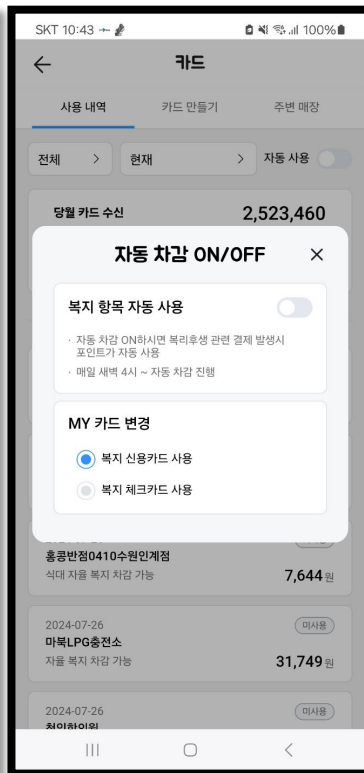 SKT 10:43
100%
카드
사용 내역
카드 만들기
주변 매장
전체 >
현재 >
자동 사용
당월 카드 수신
2,523,460
자동 차감 ON/OFF
복지 항목 자동 사용
· 자동 차감 ON하시면 복리후생 관련 결제 발생시
포인트가 자동 사용
· 매일 새벽 4시 ~ 자동 차감 진행
MY 카드 변경
복지 신용카드 사용
복지 체크카드 사용
홍콩반점0410수원인계점
식대 자율 복지 차감 가능
7,644 원
2024-07-26
미사용
마북LPG충전소
자율 복지 차감 가능
31,749 원
2024-07-26
미사용
천인한의원